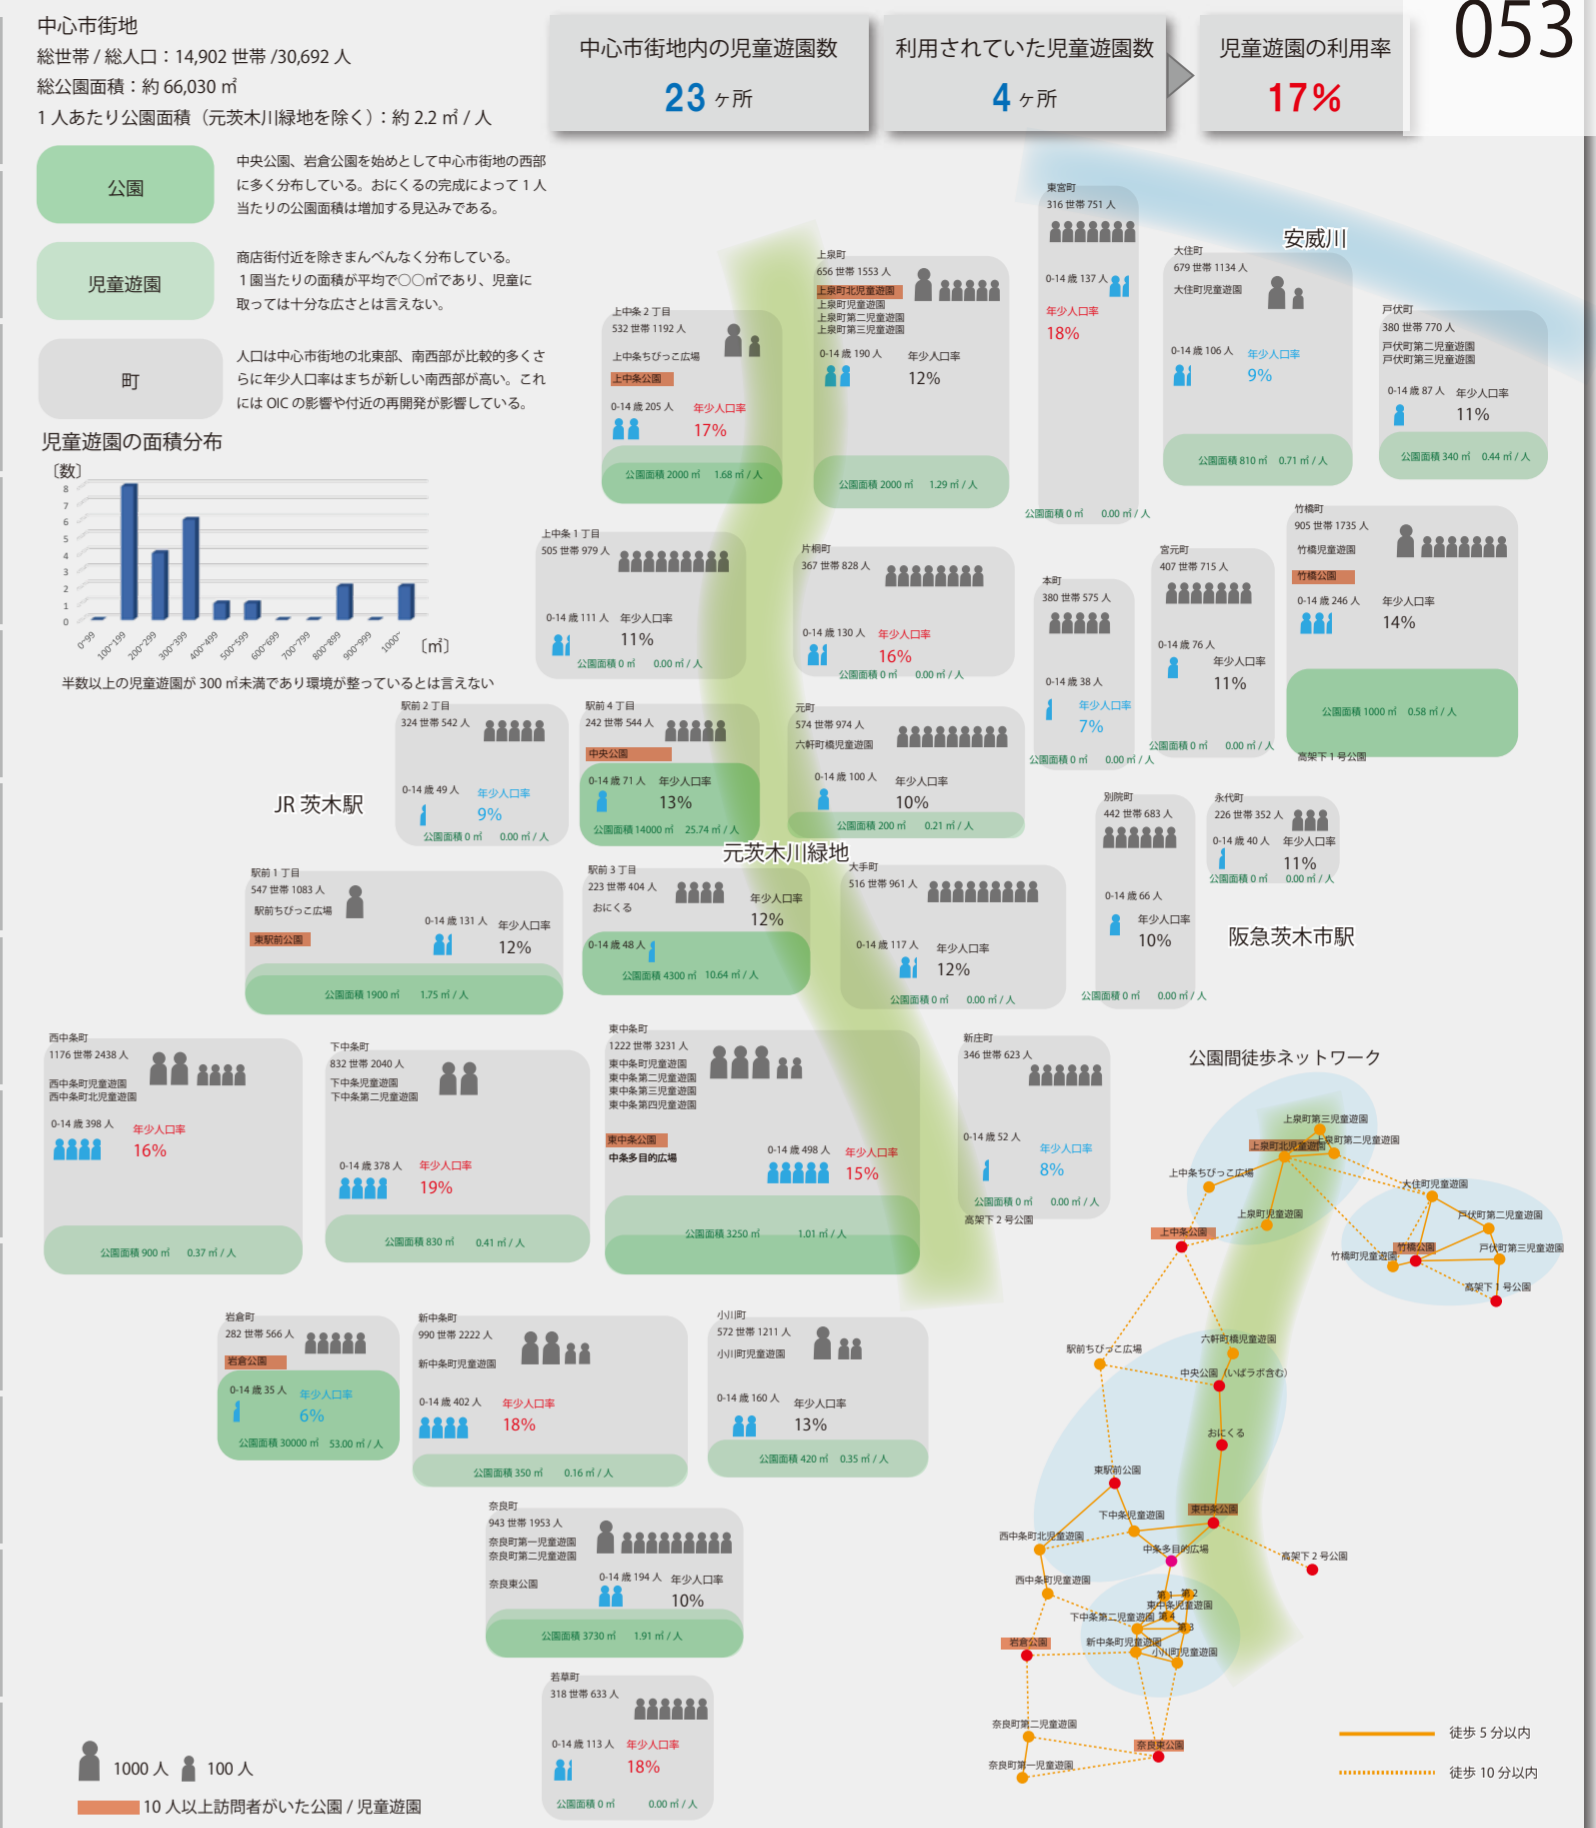 053
中心市街地
総世帯 / 総人口：14,902 世帯 /30,692 人
総公園面積：約 66,030 ㎡
1 人あたり公園面積（元茨木川緑地を除く）：約 2.2 ㎡ / 人
中心市街地内の児童遊園数
23 ヶ所
利用されていた児童遊園数
4 ヶ所
児童遊園の利用率
17%
公園
中央公園、岩倉公園を始めとして中心市街地の西部
に多く分布している。おにくるの完成によって 1 人
当たりの公園面積は増加する見込みである。
児童遊園
商店街付近を除きまんべんなく分布している。
１園当たりの面積が平均で〇〇㎡であり、児童に
取っては十分な広さとは言えない。
町
人口は中心市街地の北東部、南西部が比較的多くさ
らに年少人口率はまちが新しい南西部が高い。これ
には OIC の影響や付近の再開発が影響している。
児童遊園の面積分布
〔数〕
8
7
6
5
4
3
2
1
0
0~99
100~199
200~299
300~399
400~499
500~599
600~699
700~799
800~899
900~999
1000~
〔㎡〕
半数以上の児童遊園が 300 ㎡未満であり環境が整っているとは言えない
安威川
JR 茨木駅
元茨木川緑地
阪急茨木市駅
東宮町
316 世帯 751 人
0-14 歳 137 人
年少人口率
18%
公園面積 0 ㎡ 0.00 ㎡ / 人
大住町
679 世帯 1134 人
大住町児童遊園
0-14 歳 106 人
年少人口率
9%
公園面積 810 ㎡ 0.71 ㎡ / 人
戸伏町
380 世帯 770 人
戸伏町第二児童遊園
戸伏町第三児童遊園
0-14 歳 87 人
年少人口率
11%
公園面積 340 ㎡ 0.44 ㎡ / 人
上泉町
656 世帯 1553 人
上泉町北児童遊園
上泉町児童遊園
上泉町第二児童遊園
上泉町第三児童遊園
0-14 歳 190 人
年少人口率
12%
公園面積 2000 ㎡ 1.29 ㎡ / 人
上中条 2 丁目
532 世帯 1192 人
上中条ちびっこ広場
上中条公園
0-14 歳 205 人
年少人口率
17%
公園面積 2000 ㎡ 1.68 ㎡ / 人
上中条 1 丁目
505 世帯 979 人
0-14 歳 111 人
年少人口率
11%
公園面積 0 ㎡ 0.00 ㎡ / 人
片桐町
367 世帯 828 人
0-14 歳 130 人
年少人口率
16%
公園面積 0 ㎡ 0.00 ㎡ / 人
本町
380 世帯 575 人
0-14 歳 38 人
年少人口率
7%
公園面積 0 ㎡ 0.00 ㎡ / 人
宮元町
407 世帯 715 人
0-14 歳 76 人
年少人口率
11%
公園面積 0 ㎡ 0.00 ㎡ / 人
竹橋町
905 世帯 1735 人
竹橋児童遊園
竹橋公園
0-14 歳 246 人
年少人口率
14%
公園面積 1000 ㎡ 0.58 ㎡ / 人
高架下 1 号公園
駅前 2 丁目
324 世帯 542 人
0-14 歳 49 人
年少人口率
9%
公園面積 0 ㎡ 0.00 ㎡ / 人
駅前 4 丁目
242 世帯 544 人
中央公園
0-14 歳 71 人
年少人口率
13%
公園面積 14000 ㎡ 25.74 ㎡ / 人
元町
574 世帯 974 人
六軒町橋児童遊園
0-14 歳 100 人
年少人口率
10%
公園面積 200 ㎡ 0.21 ㎡ / 人
別院町
442 世帯 683 人
0-14 歳 66 人
年少人口率
10%
公園面積 0 ㎡ 0.00 ㎡ / 人
永代町
226 世帯 352 人
0-14 歳 40 人
年少人口率
11%
公園面積 0 ㎡ 0.00 ㎡ / 人
駅前 1 丁目
547 世帯 1083 人
駅前ちびっこ広場
東駅前公園
0-14 歳 131 人
年少人口率
12%
公園面積 1900 ㎡ 1.75 ㎡ / 人
駅前 3 丁目
223 世帯 404 人
おにくる
年少人口率
12%
0-14 歳 48 人
公園面積 4300 ㎡ 10.64 ㎡ / 人
大手町
516 世帯 961 人
0-14 歳 117 人
年少人口率
12%
公園面積 0 ㎡ 0.00 ㎡ / 人
西中条町
1176 世帯 2438 人
西中条町児童遊園
西中条町北児童遊園
0-14 歳 398 人
年少人口率
16%
公園面積 900 ㎡ 0.37 ㎡ / 人
下中条町
832 世帯 2040 人
下中条児童遊園
下中条第二児童遊園
0-14 歳 378 人
年少人口率
19%
公園面積 830 ㎡ 0.41 ㎡ / 人
東中条町
1222 世帯 3231 人
東中条町児童遊園
東中条第二児童遊園
東中条第三児童遊園
東中条第四児童遊園
東中条公園
中条多目的広場
0-14 歳 498 人
年少人口率
15%
公園面積 3250 ㎡ 1.01 ㎡ / 人
新庄町
346 世帯 623 人
0-14 歳 52 人
年少人口率
8%
公園面積 0 ㎡ 0.00 ㎡ / 人
高架下 2 号公園
岩倉町
282 世帯 566 人
岩倉公園
0-14 歳 35 人
年少人口率
6%
公園面積 30000 ㎡ 53.00 ㎡ / 人
新中条町
990 世帯 2222 人
新中条町児童遊園
0-14 歳 402 人
年少人口率
18%
公園面積 350 ㎡ 0.16 ㎡ / 人
小川町
572 世帯 1211 人
小川町児童遊園
0-14 歳 160 人
年少人口率
13%
公園面積 420 ㎡ 0.35 ㎡ / 人
奈良町
943 世帯 1953 人
奈良町第一児童遊園
奈良町第二児童遊園
奈良東公園
0-14 歳 194 人
年少人口率
10%
公園面積 3730 ㎡ 1.91 ㎡ / 人
若草町
318 世帯 633 人
0-14 歳 113 人
年少人口率
18%
公園面積 0 ㎡ 0.00 ㎡ / 人
1000 人
100 人
10 人以上訪問者がいた公園 / 児童遊園
公園間徒歩ネットワーク
上泉町第三児童遊園
上泉町第二児童遊園
上泉町北児童遊園
上中条ちびっこ広場
上泉町児童遊園
上中条公園
大住町児童遊園
戸伏町第二児童遊園
戸伏町第三児童遊園
竹橋公園
竹橋町児童遊園
高架下 1 号公園
六軒町橋児童遊園
駅前ちびっこ広場
中央公園（いばラボ含む）
おにくる
東駅前公園
東中条公園
下中条児童遊園
西中条町北児童遊園
中条多目的広場
高架下 2 号公園
西中条町児童遊園
第 1
第 2
東中条児童遊園
第 4
第 3
下中条第二児童遊園
新中条町児童遊園
小川町児童遊園
岩倉公園
奈良町第二児童遊園
奈良東公園
奈良町第一児童遊園
徒歩 5 分以内
徒歩 10 分以内